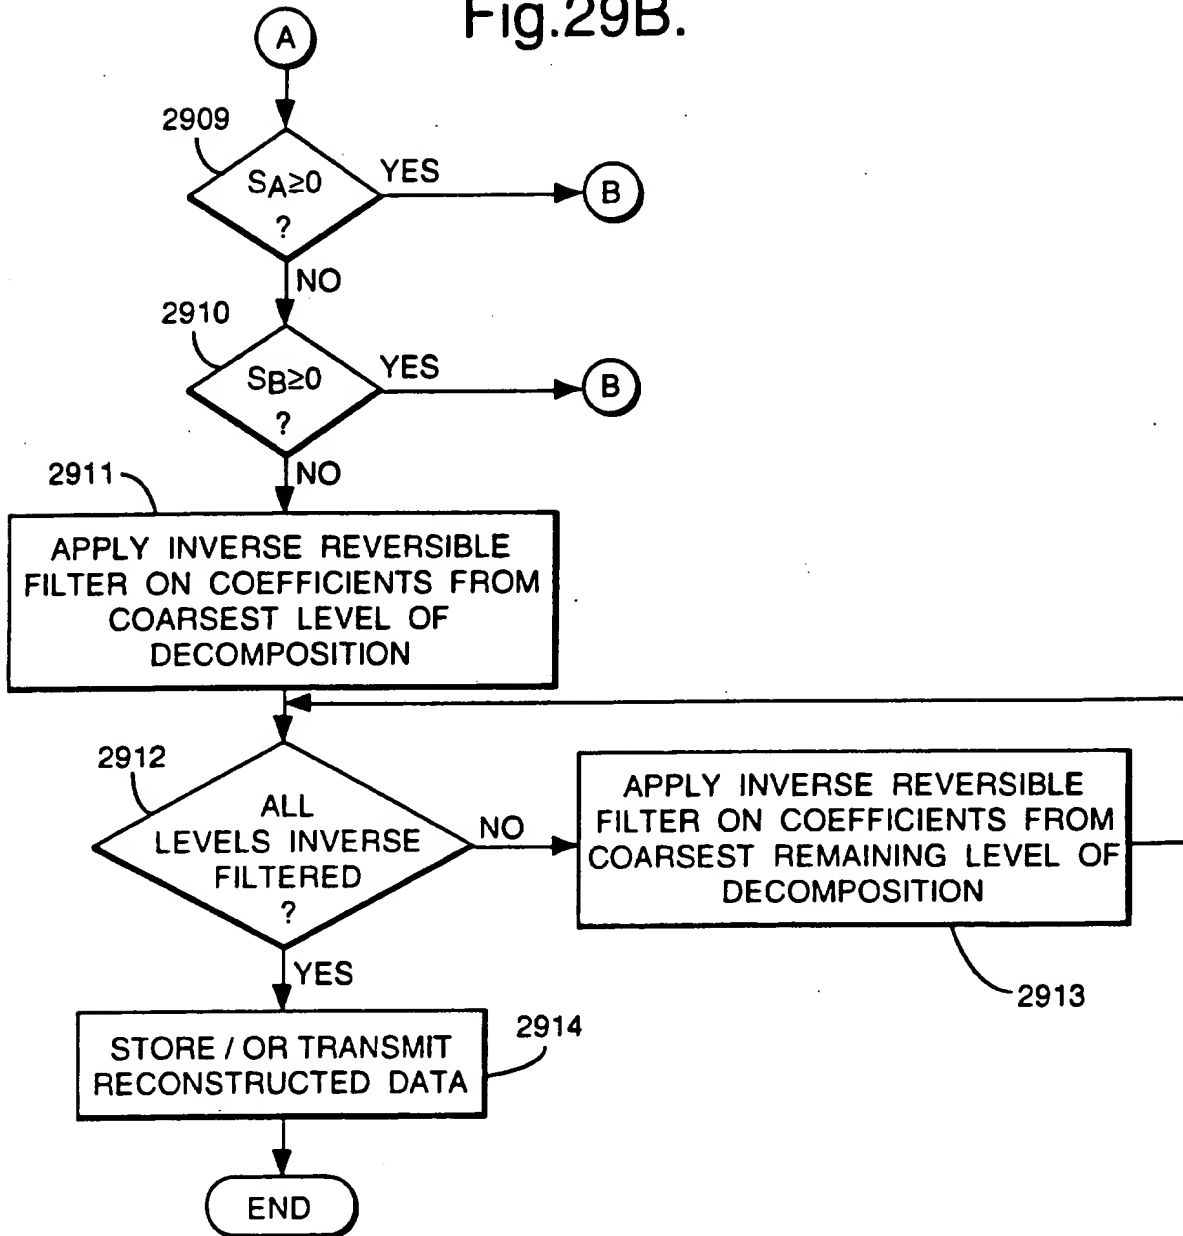 Fig.29B.
A
2909
SA≥0
?
YES
B
NO
2910
SB≥0
?
YES
B
NO
2911
APPLY INVERSE REVERSIBLE
FILTER ON COEFFICIENTS FROM
COARSEST LEVEL OF
DECOMPOSITION
2912
ALL
LEVELS INVERSE
FILTERED
?
NO
APPLY INVERSE REVERSIBLE
FILTER ON COEFFICIENTS FROM
COARSEST REMAINING LEVEL OF
DECOMPOSITION
2913
YES
STORE / OR TRANSMIT
RECONSTRUCTED DATA
2914
END